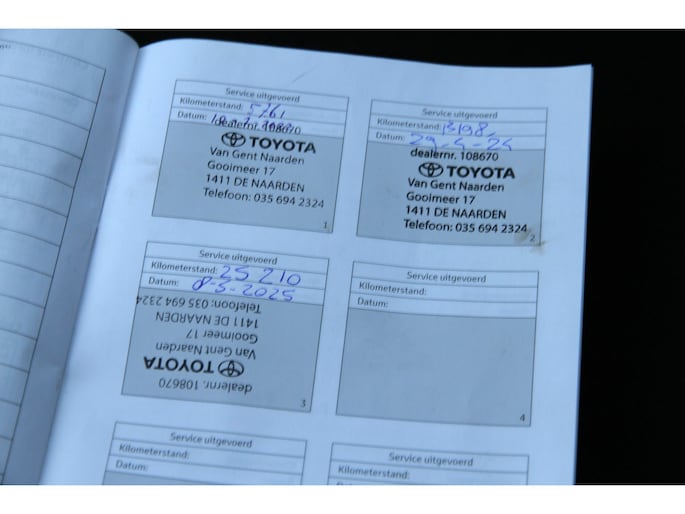 Service uitgevoerd
Kilometerstand: 5761
Datum:
dealernr. 108670
TOYOTA
Van Gent Naarden
Gooimeer 17
1411 DE NAARDEN
Telefoon: 035 694 2324
1
Service uitgevoerd
Kilometerstand:
Datum: 29-4-24
dealernr. 108670
TOYOTA
Van Gent Naarden
Gooimeer 17
1411 DE NAARDEN
Telefoon: 035 694 2324
2
Service uitgevoerd
Kilometerstand: 25 210
Datum: 8-5-2025
dealernr. 108670
TOYOTA
Van Gent Naarden
Gooimeer 17
1411 DE NAARDEN
Telefoon: 035 694 2324
3
Service uitgevoerd
Kilometerstand:
Datum:
4
Service uitgevoerd
Kilometerstand:
Datum:
Service uitgevoerd
Kilometerstand:
Datum: